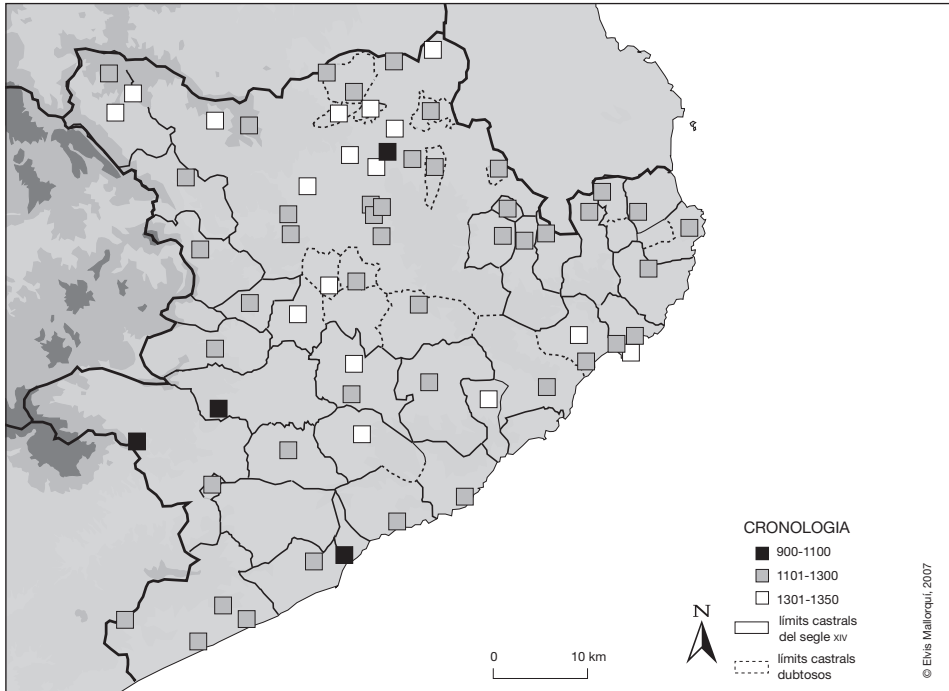 CRONOLOGIA
900-1100
1101-1300
1301-1350
límits castrals
del segle XIV
límits castrals
dubtosos
N
0 10 km
© Elvis Mallorquí, 2007